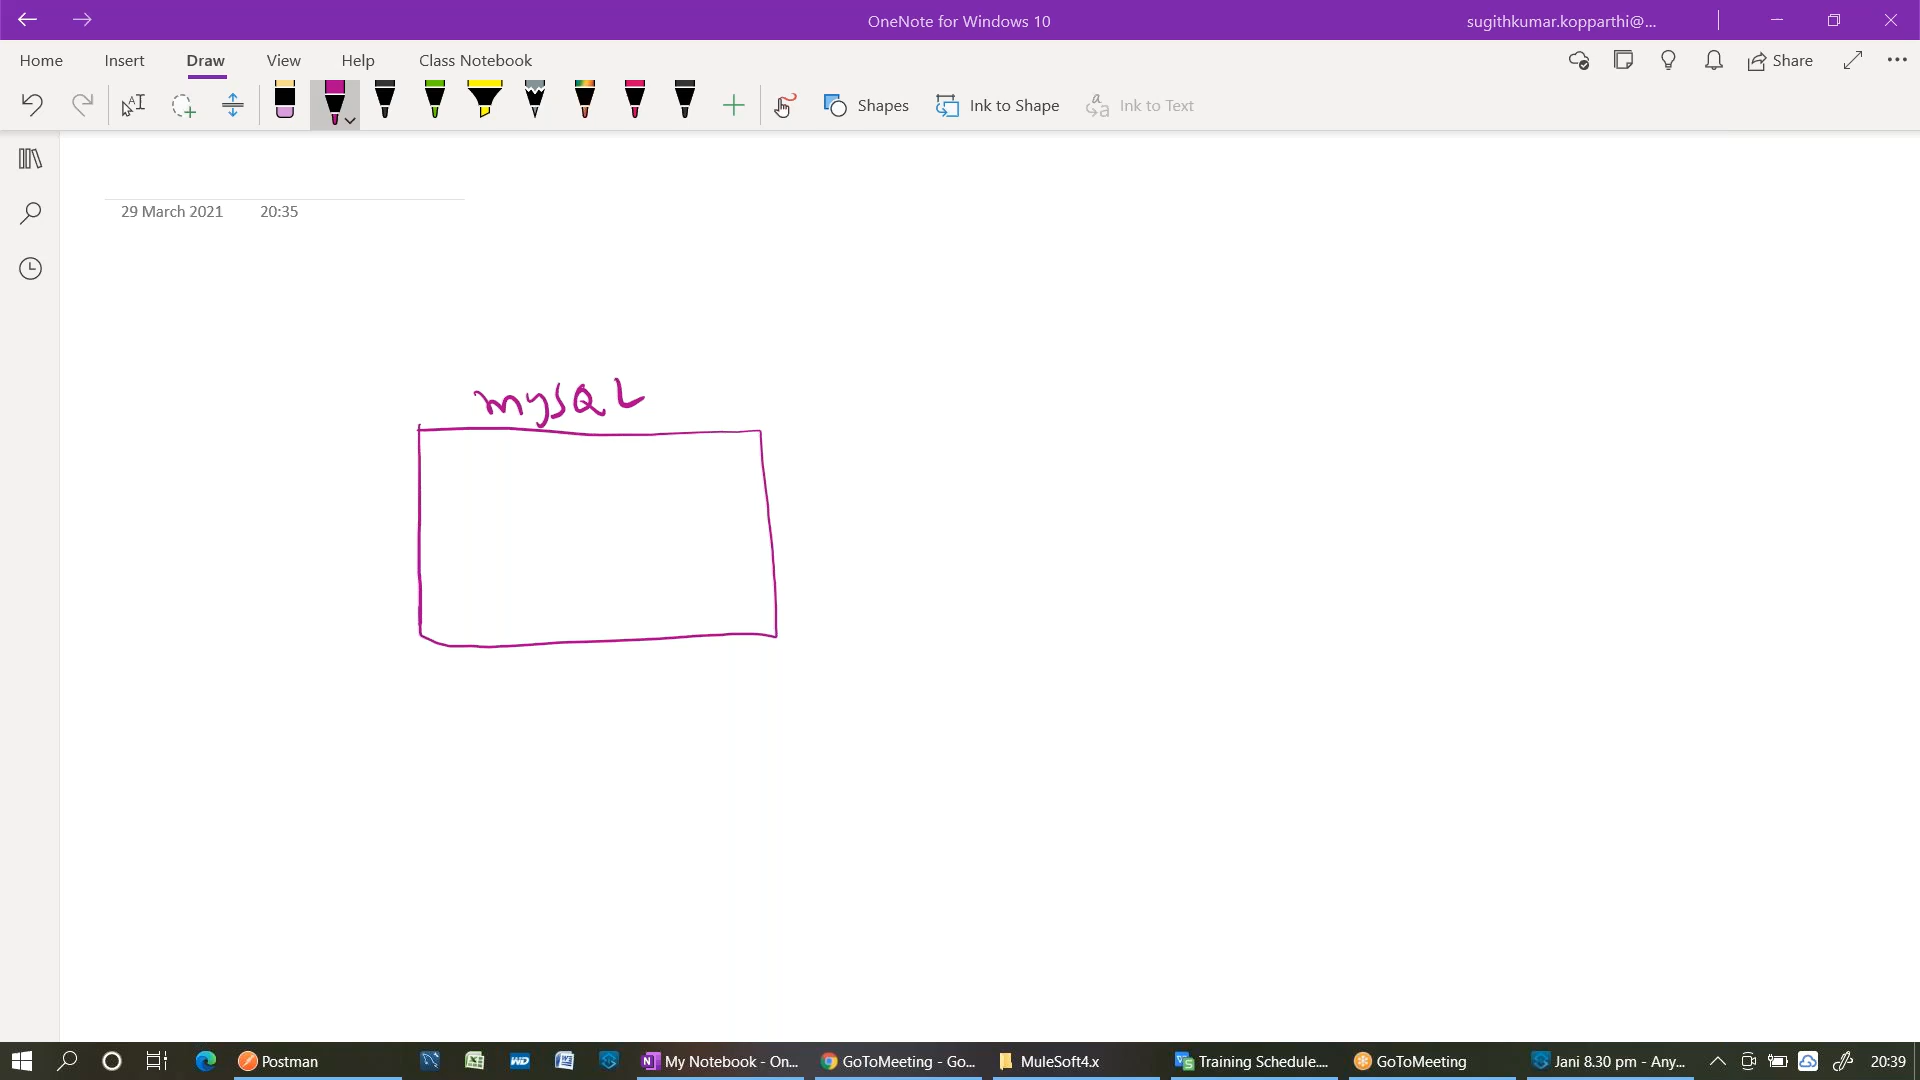 OneNote for Windows 10
sugithkumar.kopparthi@...
Home Insert Draw View Help Class Notebook Share
Shapes Ink to Shape Ink to Text
29 March 2021 20:35
mySQL
Postman My Notebook - On... GoToMeeting - Go... MuleSoft4.x Training Schedule.... GoToMeeting Jani 8.30 pm - Any... 20:39